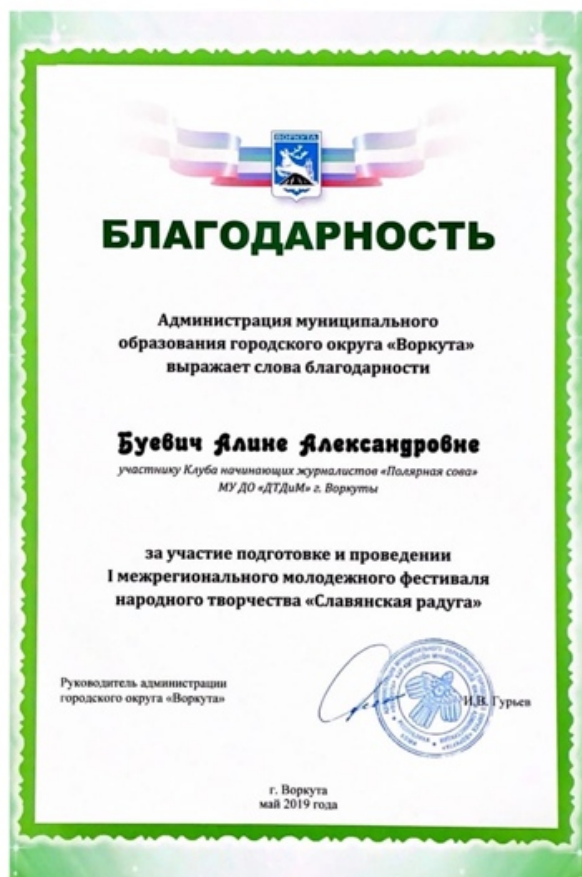 ВОРКУТА
БЛАГОДАРНОСТЬ
Администрация муниципального
образования городского округа «Воркута»
выражает слова благодарности
Буевич Алине Александровне
участнику Клуба начинающих журналистов «Полярная сова»
МУ ДО «ДТДиМ» г. Воркуты
за участие подготовке и проведении
I межрегионального молодежного фестиваля
народного творчества «Славянская радуга»
Руководитель администрации
городского округа «Воркута»
И.В. Гурьев
г. Воркута
май 2019 года